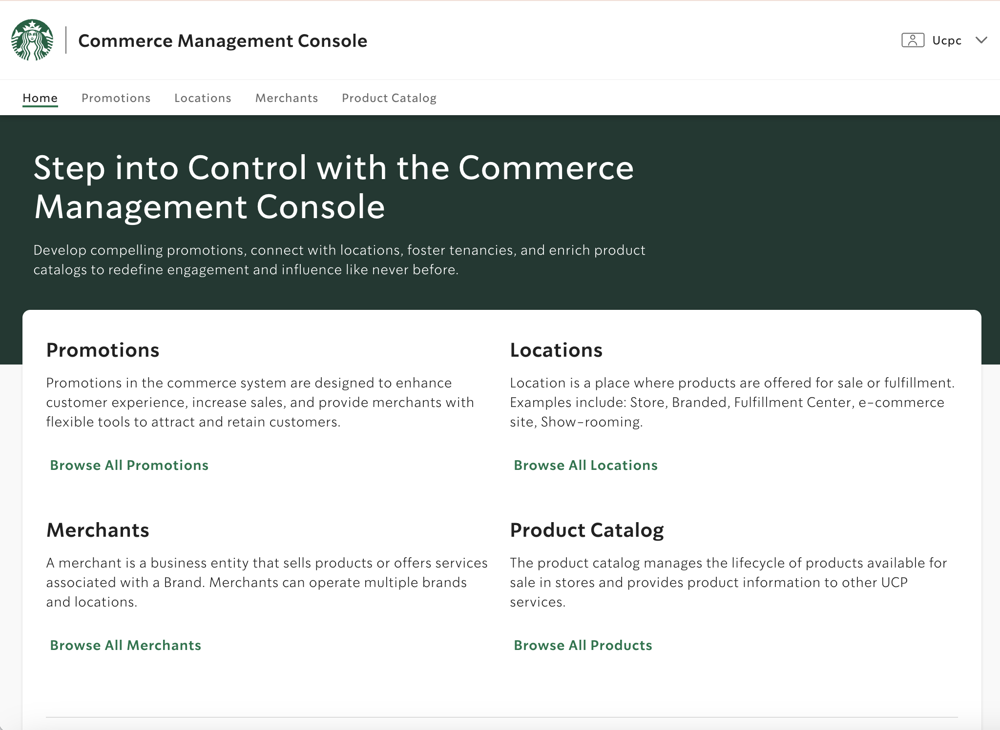 Commerce Management Console
Ucpc
Home Promotions Locations Merchants Product Catalog
Step into Control with the Commerce
Management Console
Develop compelling promotions, connect with locations, foster tenancies, and enrich product
catalogs to redefine engagement and influence like never before.
Promotions
Promotions in the commerce system are designed to enhance
customer experience, increase sales, and provide merchants with
flexible tools to attract and retain customers.
Browse All Promotions
Locations
Location is a place where products are offered for sale or fulfillment.
Examples include: Store, Branded, Fulfillment Center, e-commerce
site, Show-rooming.
Browse All Locations
Merchants
A merchant is a business entity that sells products or offers services
associated with a Brand. Merchants can operate multiple brands
and locations.
Browse All Merchants
Product Catalog
The product catalog manages the lifecycle of products available for
sale in stores and provides product information to other UCP
services.
Browse All Products